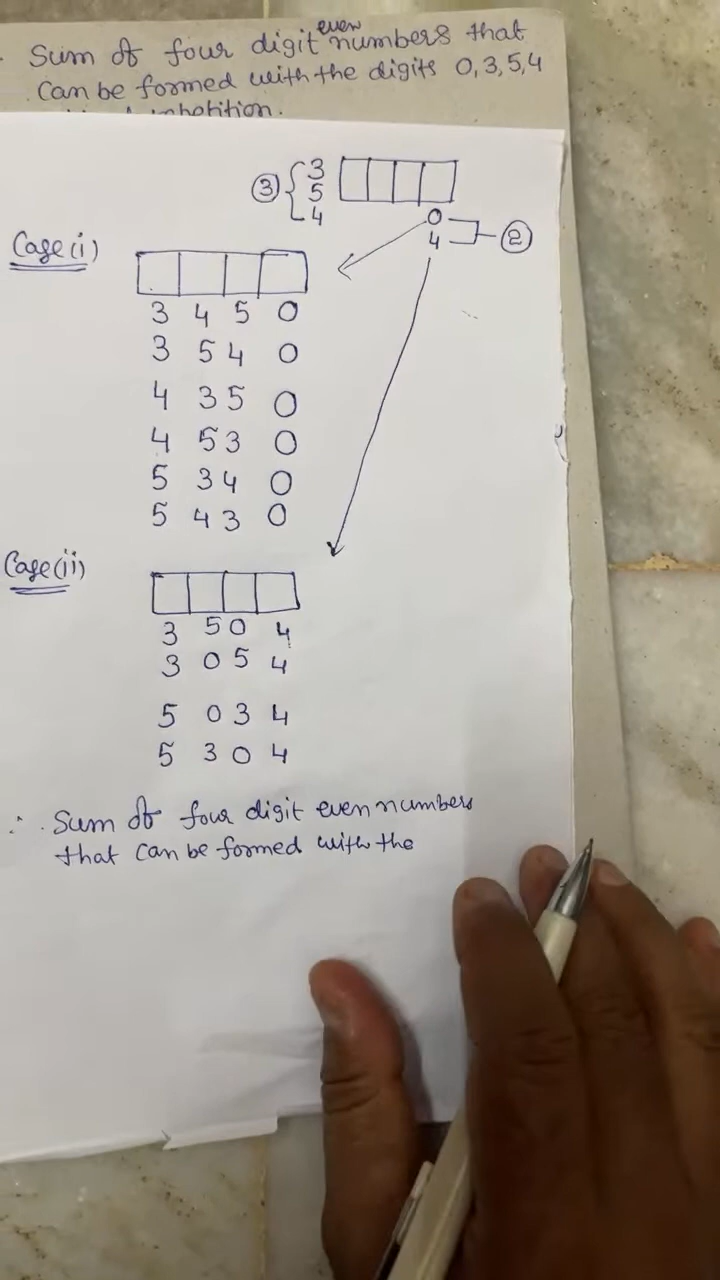 Sum of four digit even numbers that
Can be formed with the digits 0,3,5,4
③ { 3
5
4
0
4 ②
Case(i)
3 4 5 0
3 5 4 0
4 3 5 0
4 5 3 0
5 3 4 0
5 4 3 0
Case(ii)
3 5 0 4
3 0 5 4
5 0 3 4
5 3 0 4
∴ Sum of four digit even numbers
that can be formed with the